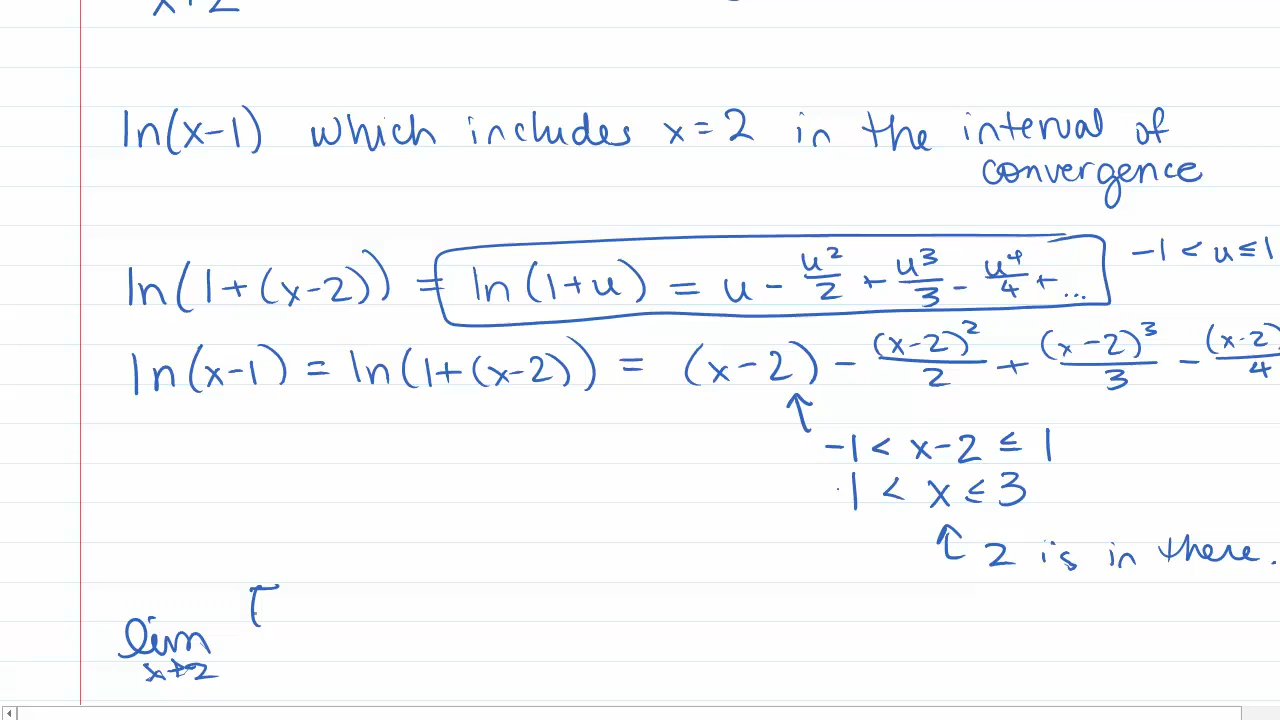 x+2
ln(x-1) which includes x=2 in the interval of
convergence
ln(1+(x-2)) = ln(1+u) = u - u²/2 + u³/3 - u⁴/4 + ... -1 < u ≤ 1
ln(x-1) = ln(1+(x-2)) = (x-2) - (x-2)²/2 + (x-2)³/3 - (x-2)/4
-1 < x-2 ≤ 1
1 < x ≤ 3
2 is in there.
lim [
x→2